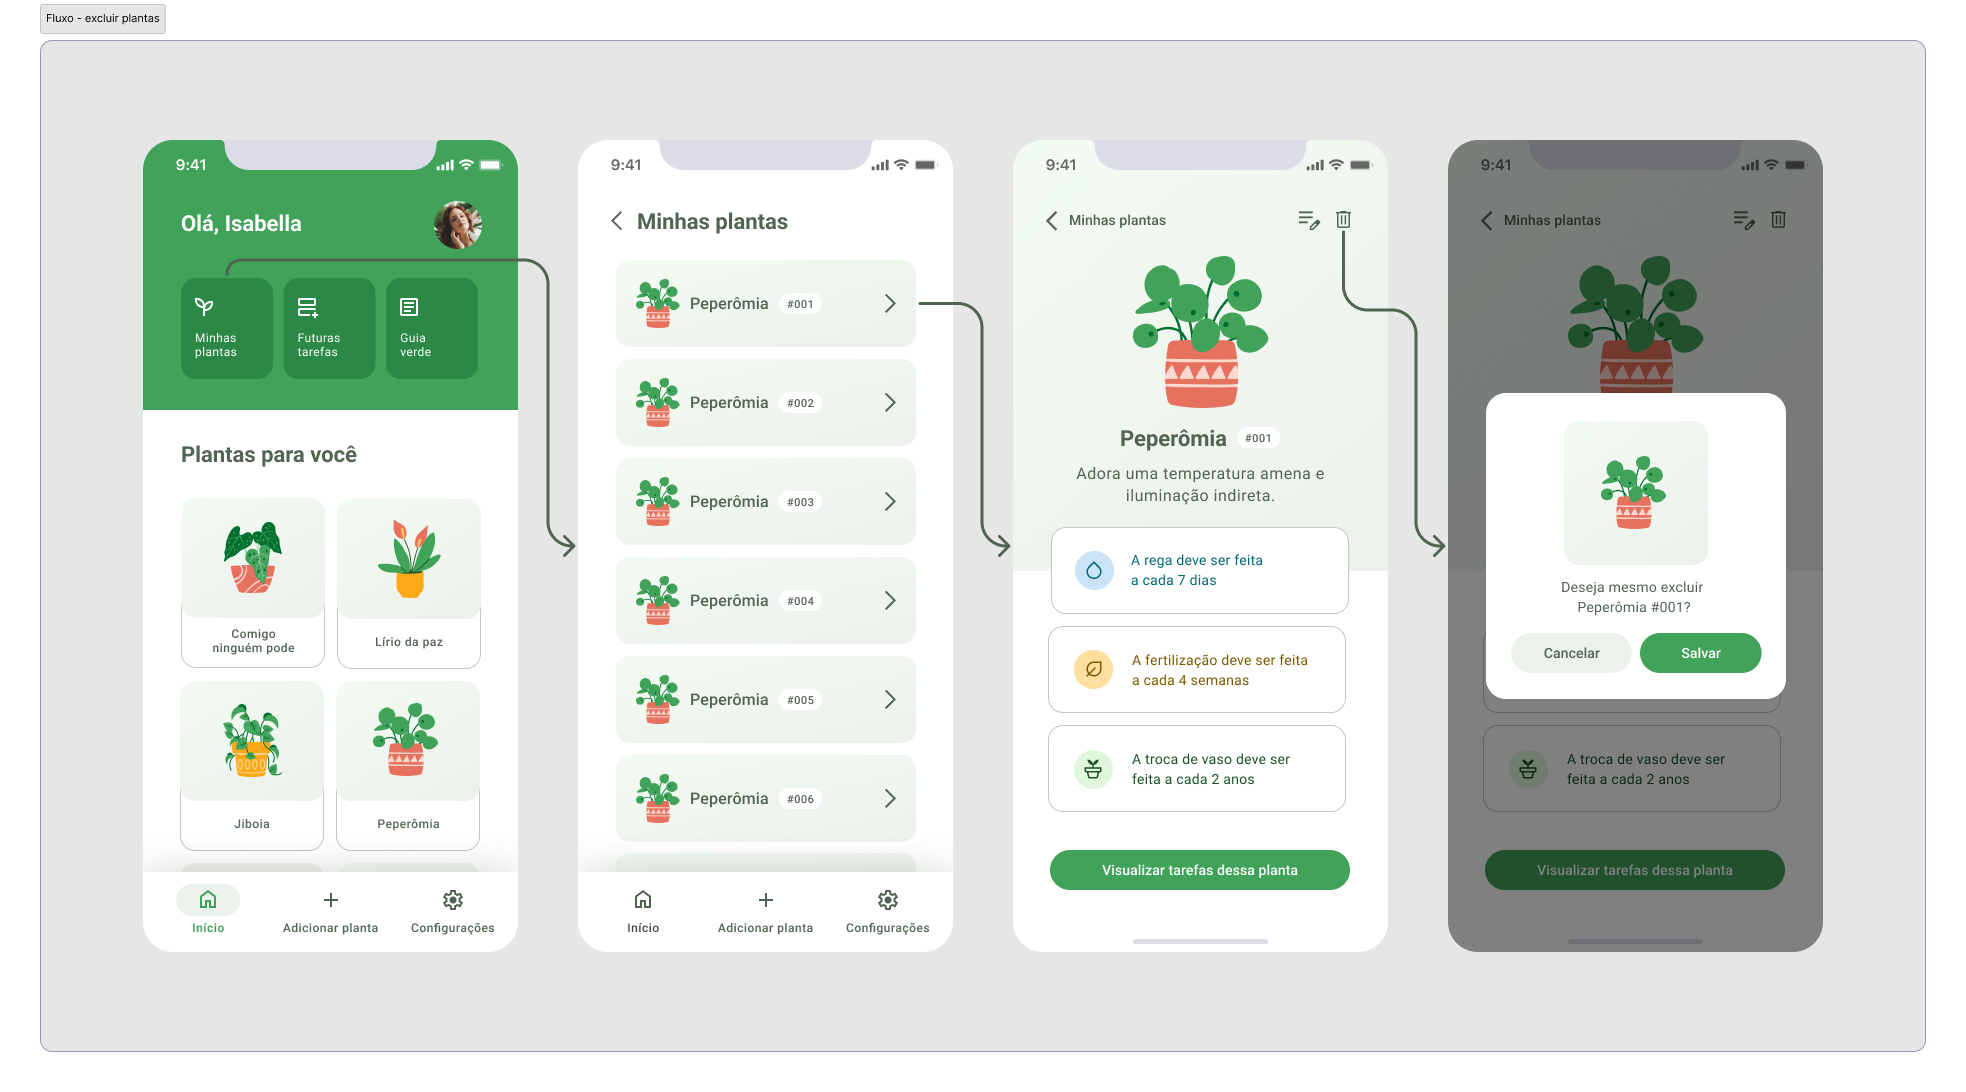 Fluxo - excluir plantas
9:41
Olá, Isabella
Minhas
plantas
Futuras
tarefas
Guia
verde
Plantas para você
Comigo
ninguém pode
Lírio da paz
Jiboia
Peperômia
Início
Adicionar planta
Configurações
9:41
Minhas plantas
Peperômia #001
Peperômia #002
Peperômia #003
Peperômia #004
Peperômia #005
Peperômia #006
Início
Adicionar planta
Configurações
9:41
Minhas plantas
Peperômia #001
Adora uma temperatura amena e
iluminação indireta.
A rega deve ser feita
a cada 7 dias
A fertilização deve ser feita
a cada 4 semanas
A troca de vaso deve ser
feita a cada 2 anos
Visualizar tarefas dessa planta
9:41
Minhas plantas
Deseja mesmo excluir
Peperômia #001?
Cancelar
Salvar
A troca de vaso deve ser
feita a cada 2 anos
Visualizar tarefas dessa planta